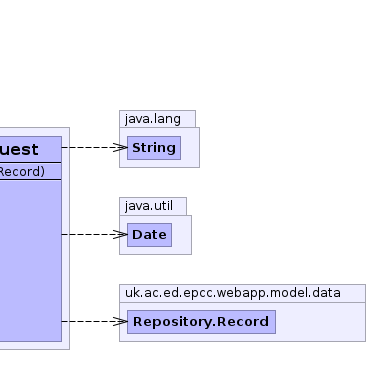 java.lang
String
uest
Record)
java.util
Date
uk.ac.ed.epcc.webapp.model.data
Repository.Record